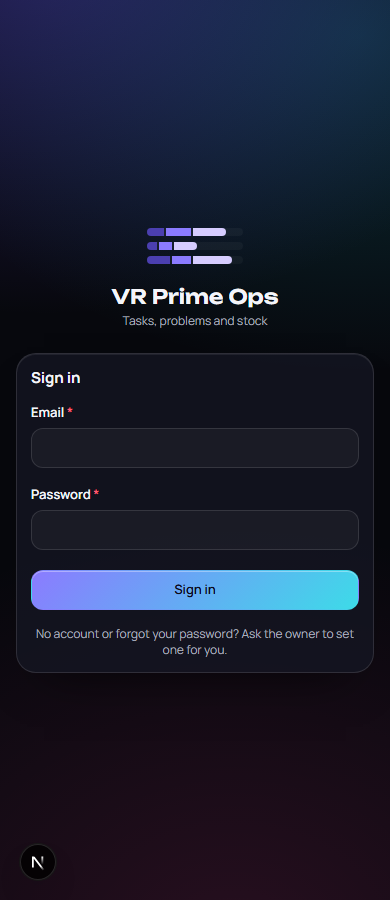 VR Prime Ops
Tasks, problems and stock
Sign in
Email *
Password *
Sign in
No account or forgot your password? Ask the owner to set
one for you.
N